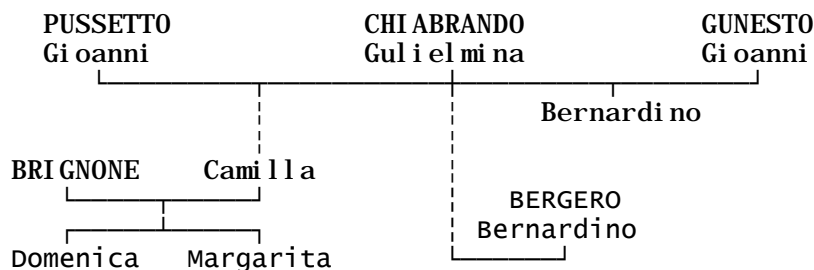 PUSSETTO CHIABRANDO GUNESTO
Gioanni Gulielmina Gioanni
Bernardino
BRIGNONE Camilla
BERGERO
Bernardino
Domenica Margarita